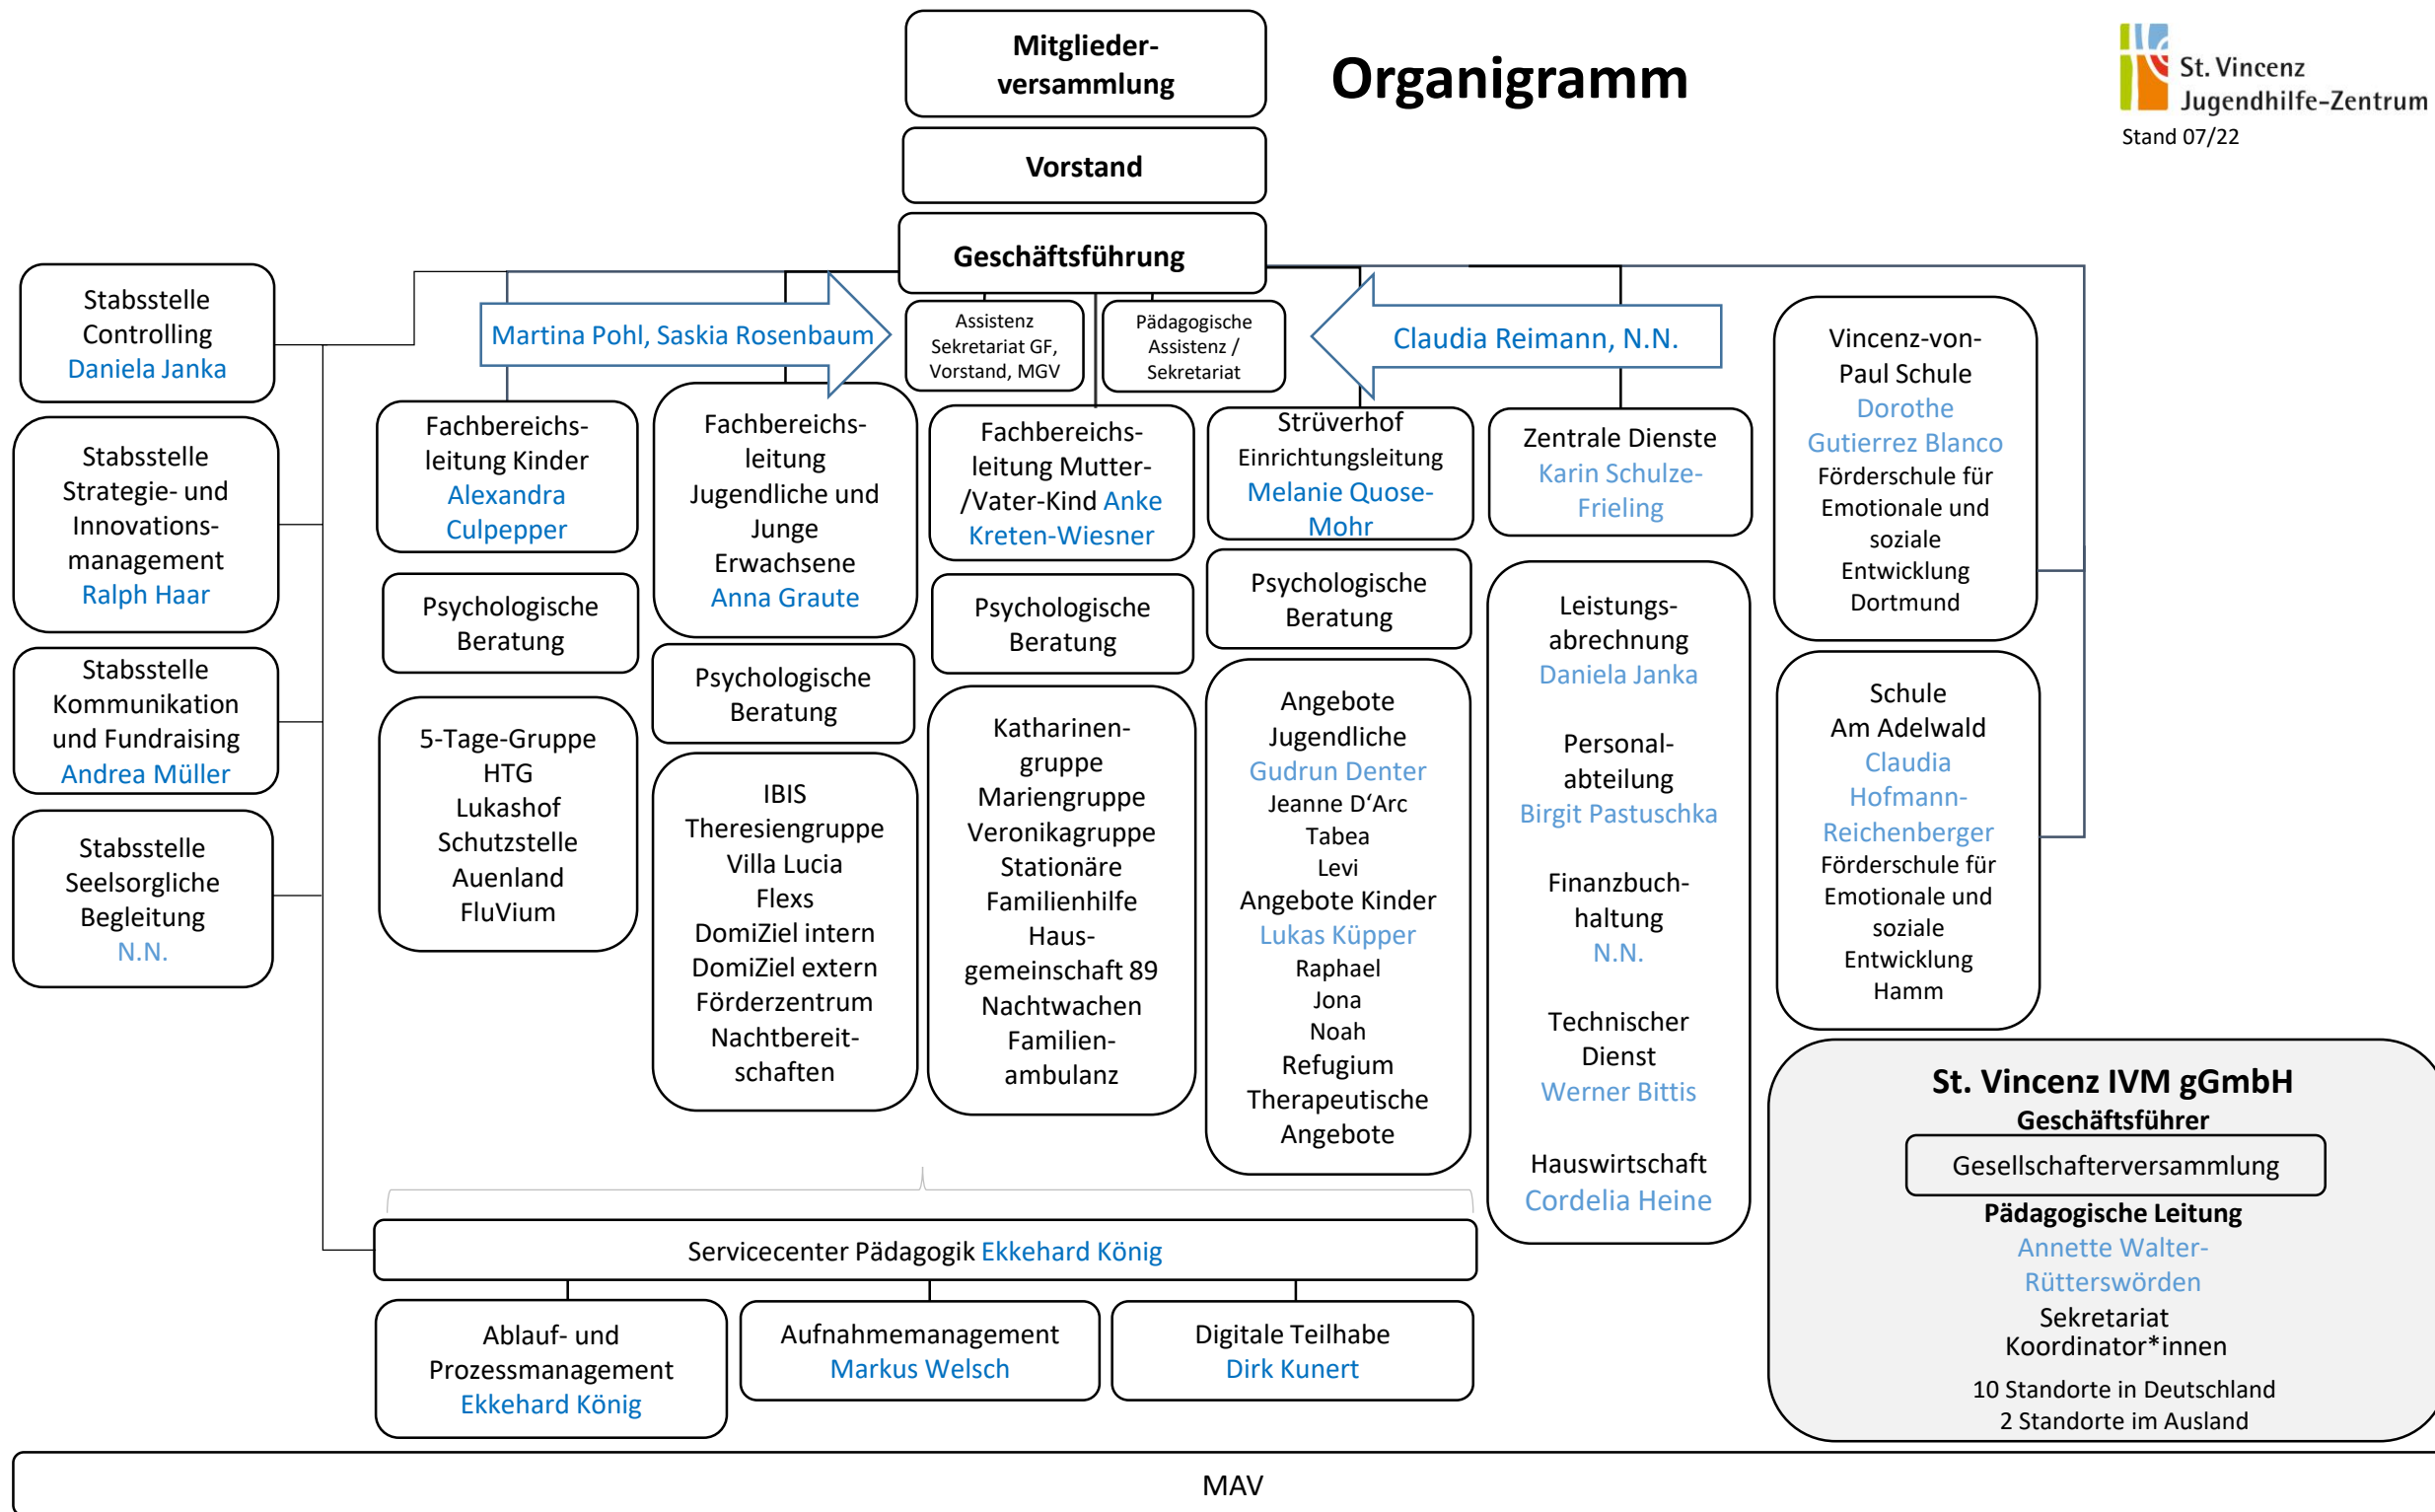 Organigramm
St. Vincenz
Jugendhilfe-Zentrum
Stand 07/22
Mitglieder-
versammlung
Vorstand
Geschäftsführung
Assistenz
Sekretariat GF,
Vorstand, MGV
Pädagogische
Assistenz /
Sekretariat
Martina Pohl, Saskia Rosenbaum
Claudia Reimann, N.N.
Stabsstelle
Controlling
Daniela Janka
Stabsstelle
Strategie- und
Innovations-
management
Ralph Haar
Stabsstelle
Kommunikation
und Fundraising
Andrea Müller
Stabsstelle
Seelsorgliche
Begleitung
N.N.
Fachbereichs-
leitung Kinder
Alexandra
Culpepper
Psychologische
Beratung
5-Tage-Gruppe
HTG
Lukashof
Schutzstelle
Auenland
FluVium
Fachbereichs-
leitung
Jugendliche und
Junge
Erwachsene
Anna Graute
Psychologische
Beratung
IBIS
Theresiengruppe
Villa Lucia
Flexs
DomiZiel intern
DomiZiel extern
Förderzentrum
Nachtbereit-
schaften
Fachbereichs-
leitung Mutter-
/Vater-Kind Anke
Kreten-Wiesner
Psychologische
Beratung
Katharinen-
gruppe
Mariengruppe
Veronikagruppe
Stationäre
Familienhilfe
Haus-
gemeinschaft 89
Nachtwachen
Familien-
ambulanz
Strüverhof
Einrichtungsleitung
Melanie Quose-
Mohr
Psychologische
Beratung
Angebote
Jugendliche
Gudrun Denter
Jeanne D‘Arc
Tabea
Levi
Angebote Kinder
Lukas Küpper
Raphael
Jona
Noah
Refugium
Therapeutische
Angebote
Zentrale Dienste
Karin Schulze-
Frieling
Leistungs-
abrechnung
Daniela Janka
Personal-
abteilung
Birgit Pastuschka
Finanzbuch-
haltung
N.N.
Technischer
Dienst
Werner Bittis
Hauswirtschaft
Cordelia Heine
Vincenz-von-
Paul Schule
Dorothe
Gutierrez Blanco
Förderschule für
Emotionale und
soziale
Entwicklung
Dortmund
Schule
Am Adelwald
Claudia
Hofmann-
Reichenberger
Förderschule für
Emotionale und
soziale
Entwicklung
Hamm
St. Vincenz IVM gGmbH
Geschäftsführer
Gesellschafterversammlung
Pädagogische Leitung
Annette Walter-
Rütterswörden
Sekretariat
Koordinator*innen
10 Standorte in Deutschland
2 Standorte im Ausland
Servicecenter Pädagogik Ekkehard König
Ablauf- und
Prozessmanagement
Ekkehard König
Aufnahmemanagement
Markus Welsch
Digitale Teilhabe
Dirk Kunert
MAV